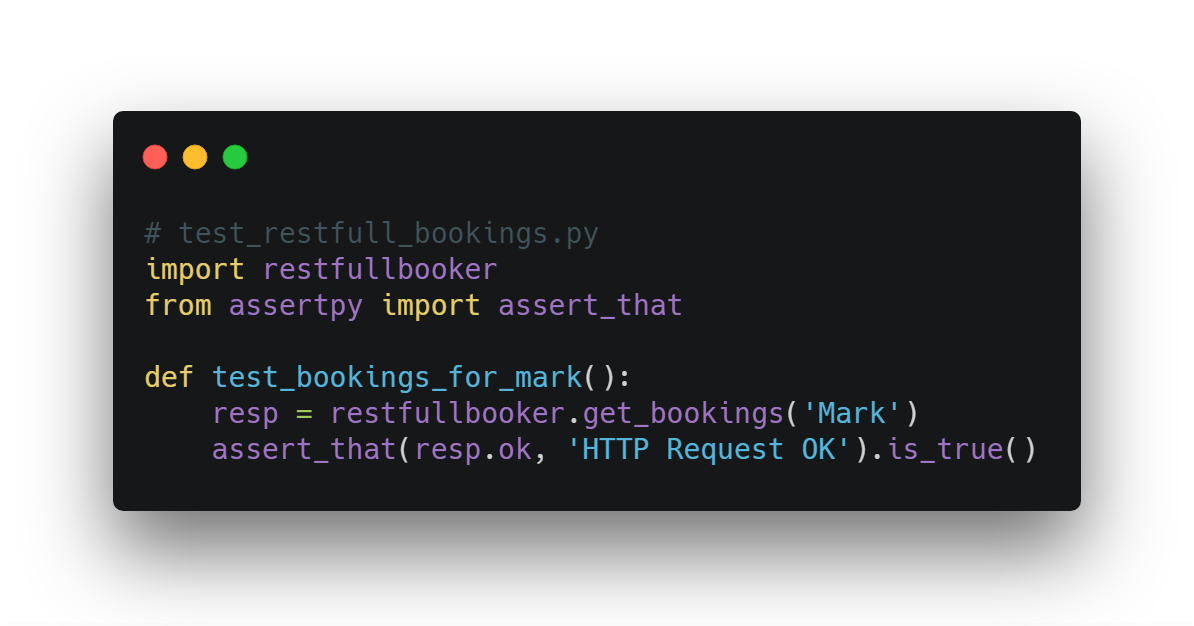 # test_restfull_bookings.py
import restfullbooker
from assertpy import assert_that
def test_bookings_for_mark():
    resp = restfullbooker.get_bookings('Mark')
    assert_that(resp.ok, 'HTTP Request OK').is_true()